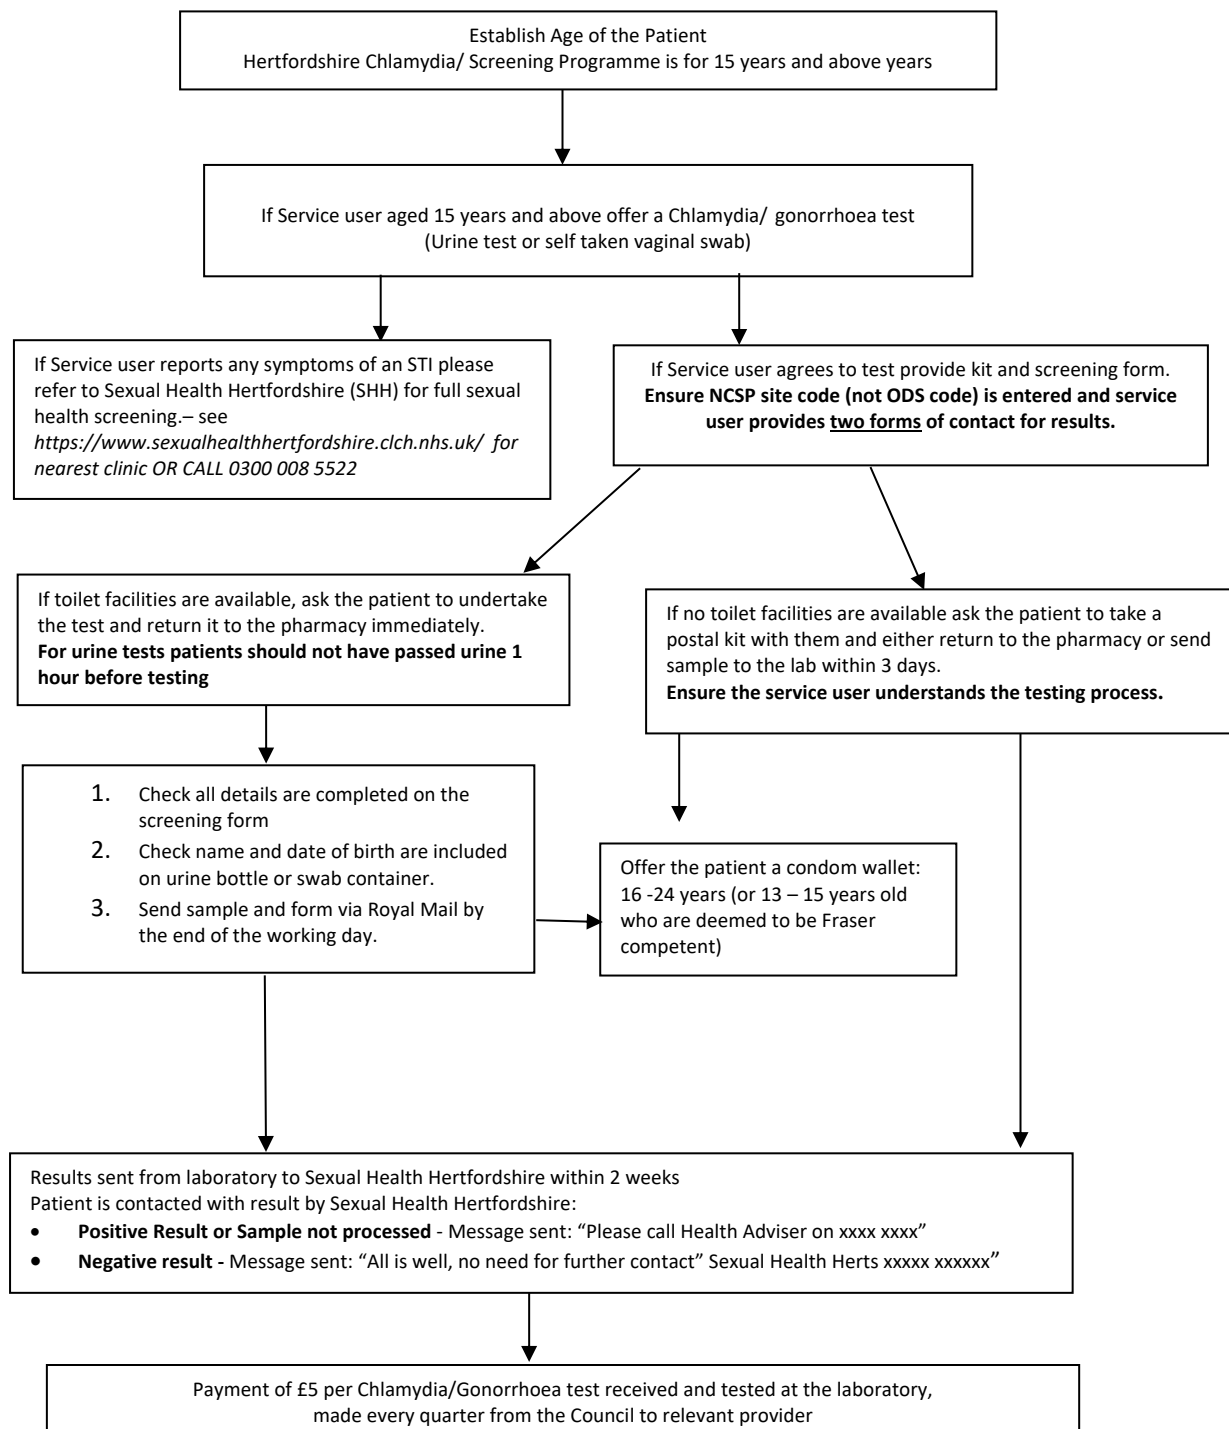 Establish Age of the Patient
Hertfordshire Chlamydia/ Screening Programme is for 15 years and above years
If Service user aged 15 years and above offer a Chlamydia/ gonorrhoea test
(Urine test or self taken vaginal swab)
If Service user reports any symptoms of an STI please
refer to Sexual Health Hertfordshire (SHH) for full sexual
health screening.– see
https://www.sexualhealthhertfordshire.clch.nhs.uk/ for
nearest clinic OR CALL 0300 008 5522
If Service user agrees to test provide kit and screening form.
Ensure NCSP site code (not ODS code) is entered and service
user provides two forms of contact for results.
If toilet facilities are available, ask the patient to undertake
the test and return it to the pharmacy immediately.
For urine tests patients should not have passed urine 1
hour before testing
If no toilet facilities are available ask the patient to take a
postal kit with them and either return to the pharmacy or send
sample to the lab within 3 days.
Ensure the service user understands the testing process.
1. Check all details are completed on the
screening form
2. Check name and date of birth are included
on urine bottle or swab container.
3. Send sample and form via Royal Mail by
the end of the working day.
Offer the patient a condom wallet:
16 -24 years (or 13 – 15 years old
who are deemed to be Fraser
competent)
Results sent from laboratory to Sexual Health Hertfordshire within 2 weeks
Patient is contacted with result by Sexual Health Hertfordshire:
• Positive Result or Sample not processed - Message sent: “Please call Health Adviser on xxxx xxxx”
• Negative result - Message sent: “All is well, no need for further contact” Sexual Health Herts xxxxx xxxxxx”
Payment of £5 per Chlamydia/Gonorrhoea test received and tested at the laboratory,
made every quarter from the Council to relevant provider